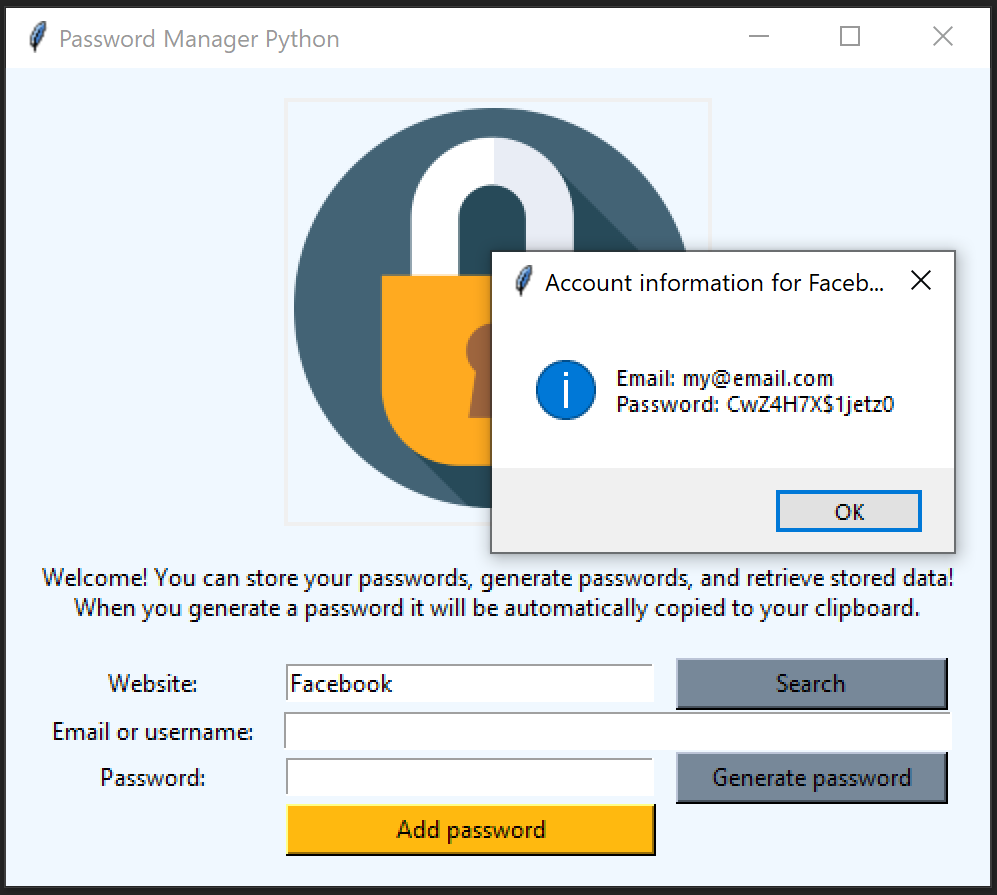 Password Manager Python
Account information for Faceb...
Email: my@email.com
Password: CwZ4H7X$1jetz0
OK
Welcome! You can store your passwords, generate passwords, and retrieve stored data!
When you generate a password it will be automatically copied to your clipboard.
Website:
Facebook
Search
Email or username:
Password:
Generate password
Add password